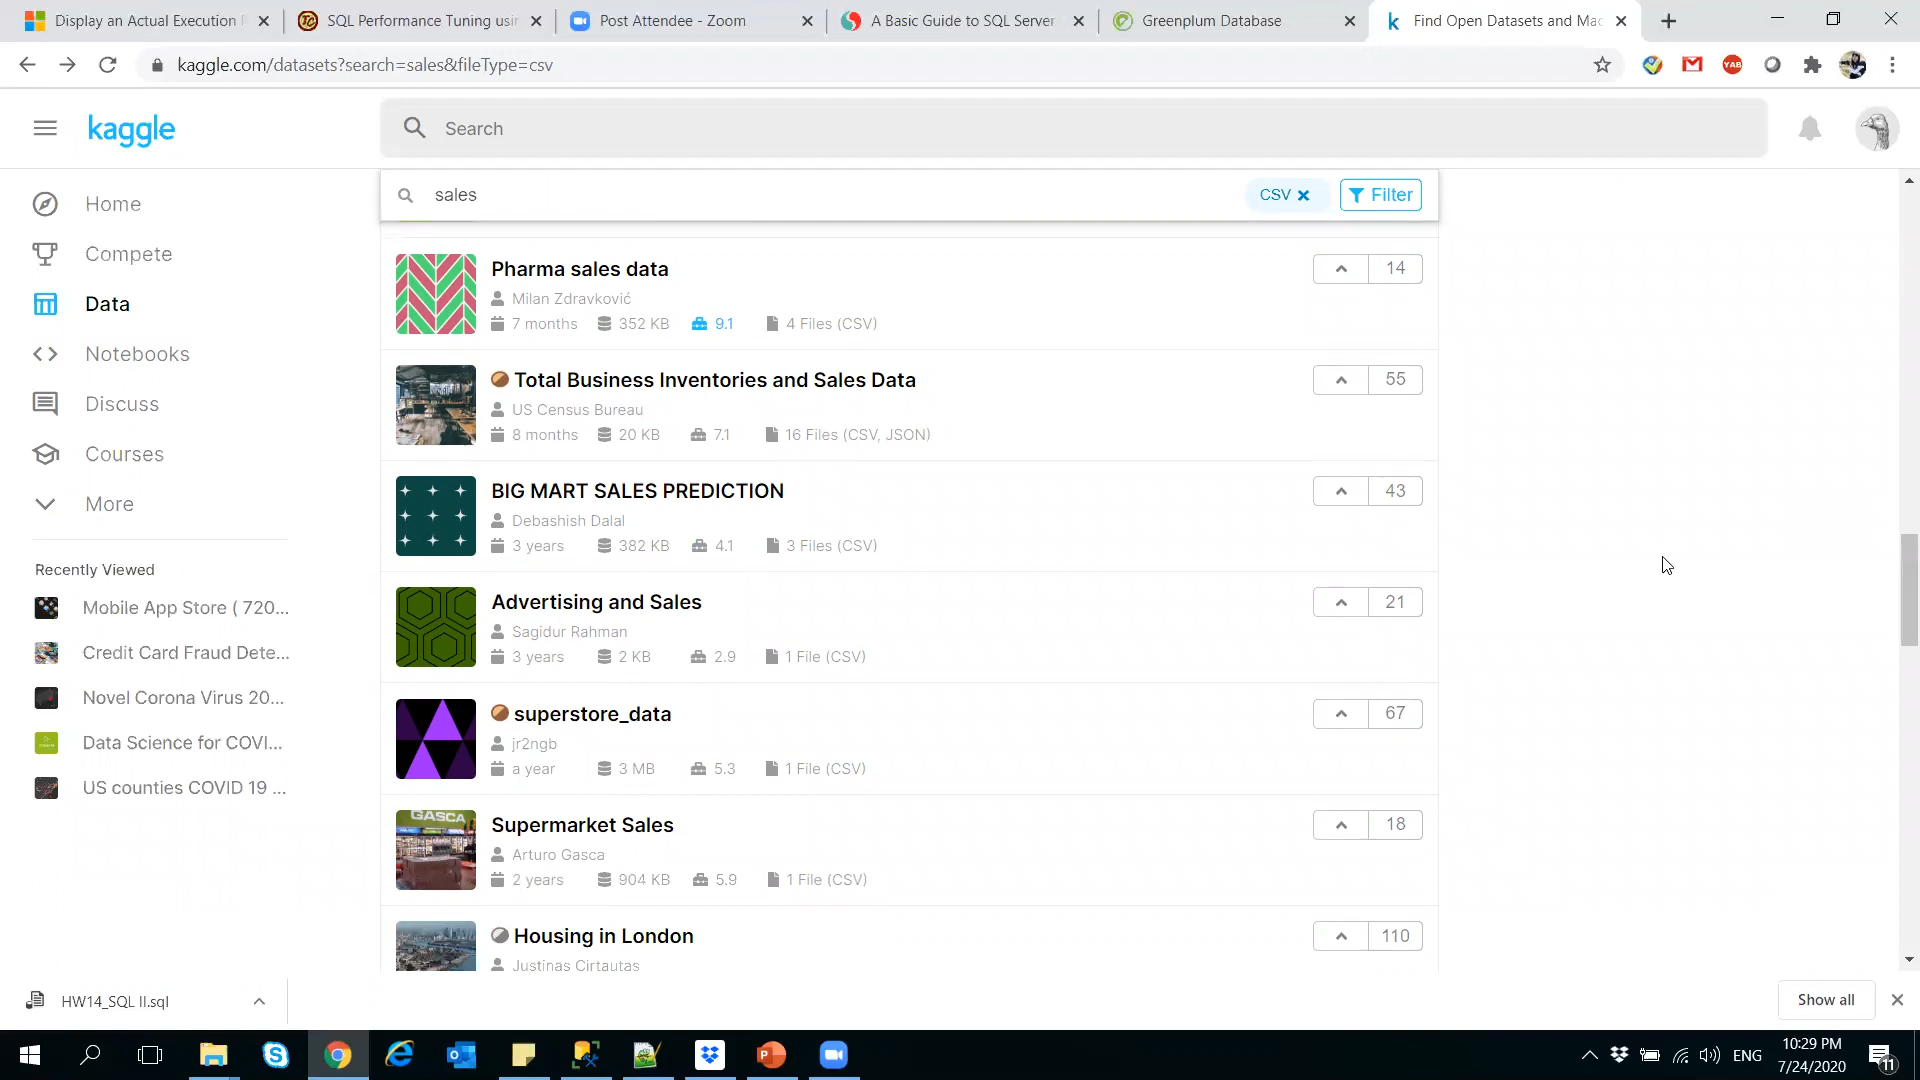 Display an Actual Execution
SQL Performance Tuning usin
Post Attendee - Zoom
A Basic Guide to SQL Server
Greenplum Database
Find Open Datasets and Mac
kaggle.com/datasets?search=sales&fileType=csv
YAB
kaggle
Search
sales
CSV
Filter
Home
Compete
Data
Notebooks
Discuss
Courses
More
Recently Viewed
Mobile App Store ( 720...
Credit Card Fraud Dete...
Novel Corona Virus 20...
Data Science for COVI...
US counties COVID 19 ...
Pharma sales data
14
Milan Zdravković
7 months 352 KB 9.1 4 Files (CSV)
Total Business Inventories and Sales Data
55
US Census Bureau
8 months 20 KB 7.1 16 Files (CSV, JSON)
BIG MART SALES PREDICTION
43
Debashish Dalal
3 years 382 KB 4.1 3 Files (CSV)
Advertising and Sales
21
Sagidur Rahman
3 years 2 KB 2.9 1 File (CSV)
superstore_data
67
jr2ngb
a year 3 MB 5.3 1 File (CSV)
GASCA
Supermarket Sales
18
Arturo Gasca
2 years 904 KB 5.9 1 File (CSV)
Housing in London
110
Justinas Cirtautas
HW14_SQL II.sql
Show all
ENG
10:29 PM
7/24/2020
11